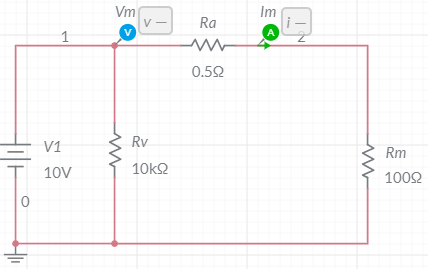 Vm
v —
Ra
Im
i —
1
V
A
2
0.5Ω
V1
10V
Rv
10kΩ
Rm
100Ω
0